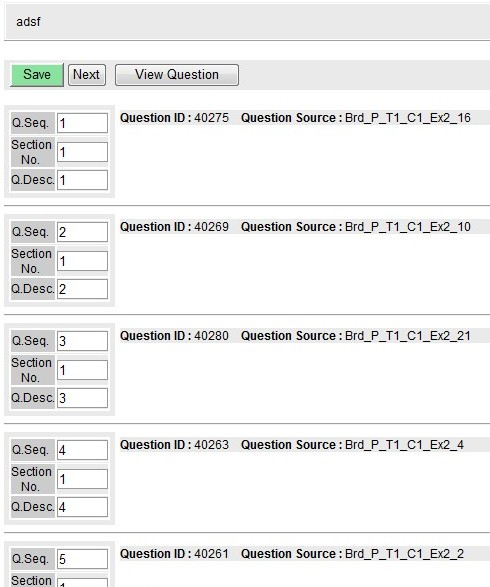 adsf
Save Next View Question
Q.Seq. 1 Question ID : 40275 Question Source : Brd_P_T1_C1_Ex2_16
Section No. 1
Q.Desc. 1
Q.Seq. 2 Question ID : 40269 Question Source : Brd_P_T1_C1_Ex2_10
Section No. 1
Q.Desc. 2
Q.Seq. 3 Question ID : 40280 Question Source : Brd_P_T1_C1_Ex2_21
Section No. 1
Q.Desc. 3
Q.Seq. 4 Question ID : 40263 Question Source : Brd_P_T1_C1_Ex2_4
Section No. 1
Q.Desc. 4
Q.Seq. 5 Question ID : 40261 Question Source : Brd_P_T1_C1_Ex2_2
Section